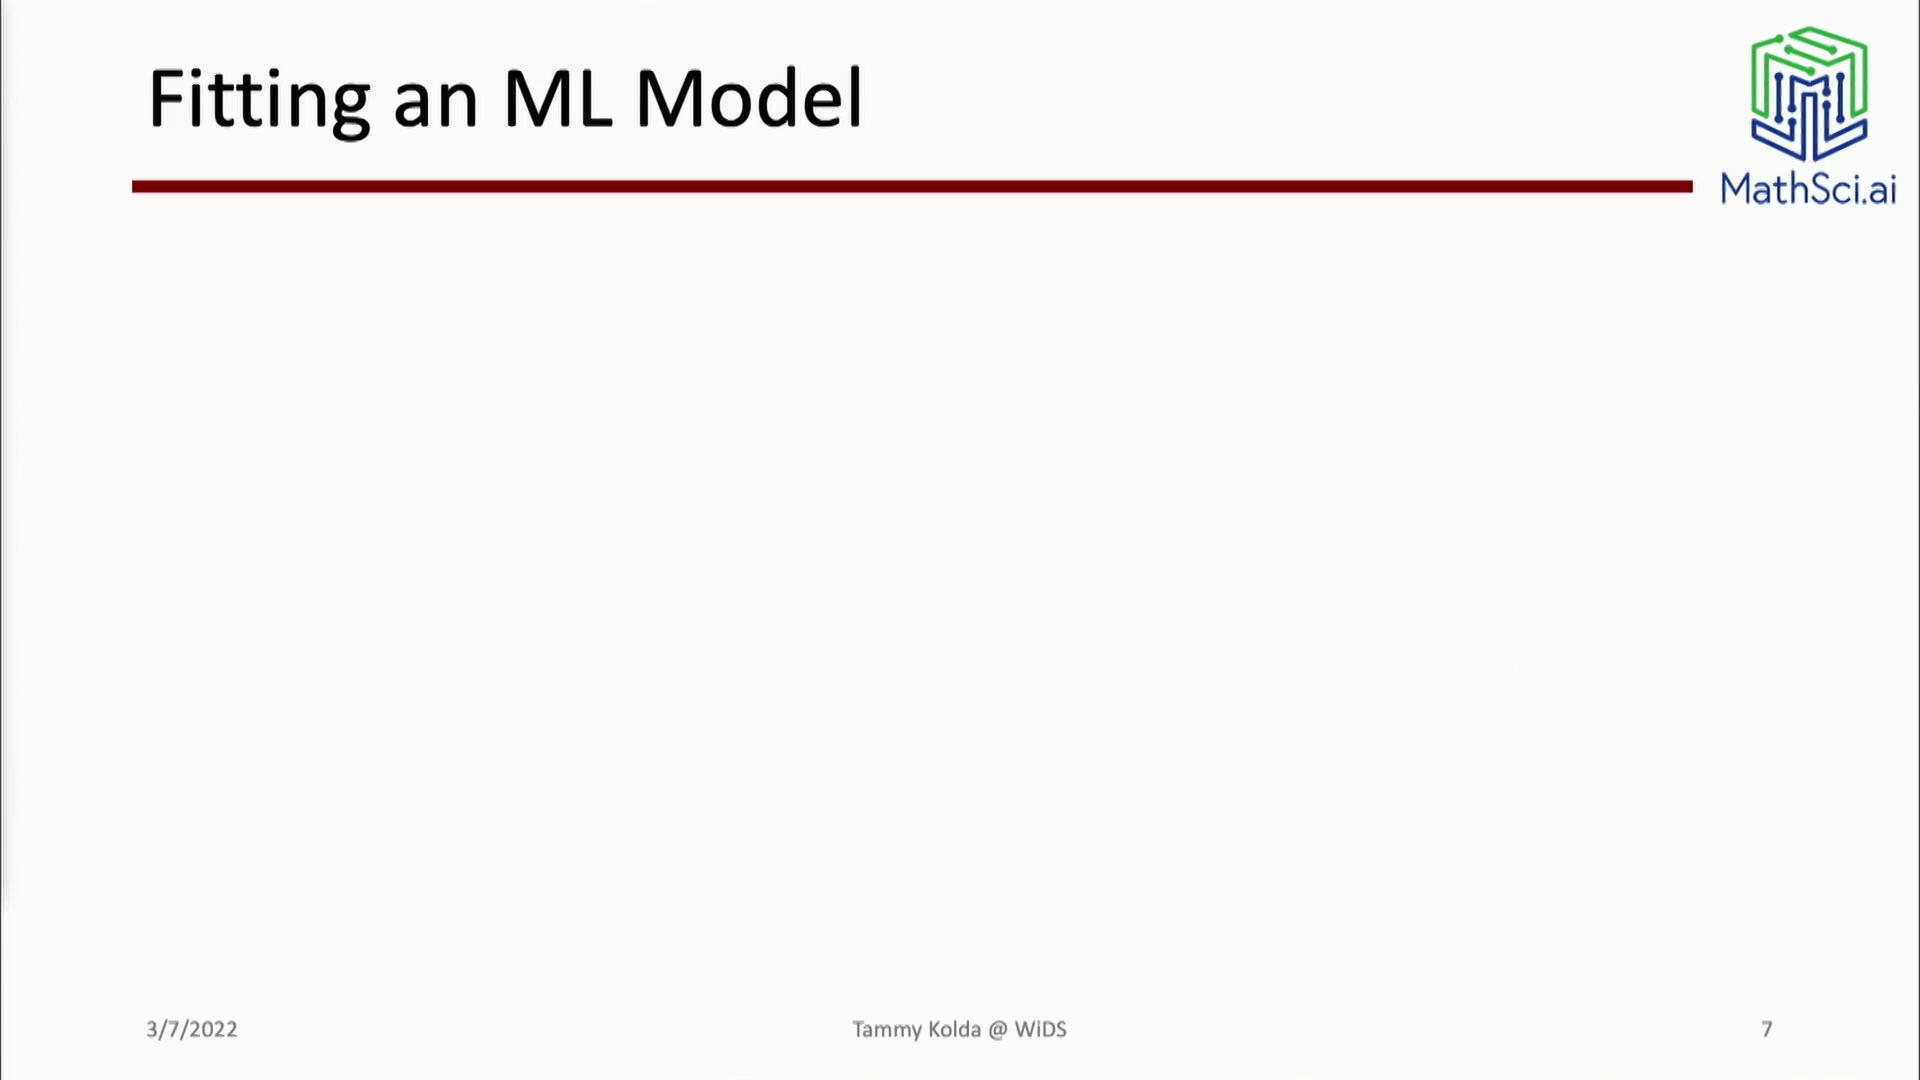 Fitting an ML Model
MathSci.ai
3/7/2022
Tammy Kolda @ WiDS
7